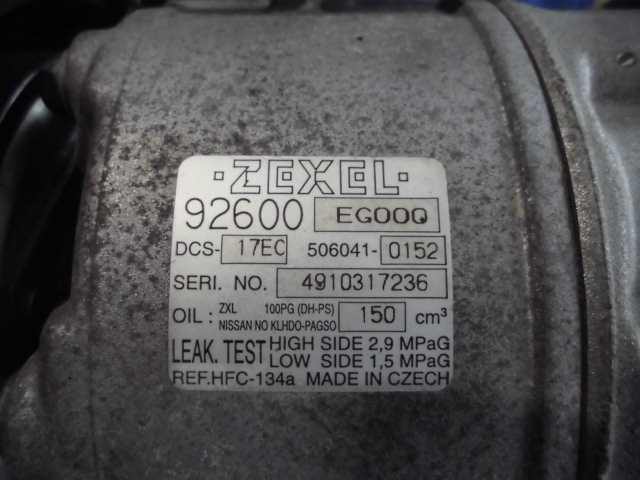 ·ZEXEL·
92600 EG00Q
DCS- 17EC 506041- 0152
SERI. NO. 4910317236
OIL : ZXL 100PG (DH-PS) 150 cm³
NISSAN NO KLHDO-PAGSO
LEAK. TEST HIGH SIDE 2,9 MPaG
LOW SIDE 1,5 MPaG
REF.HFC-134a MADE IN CZECH